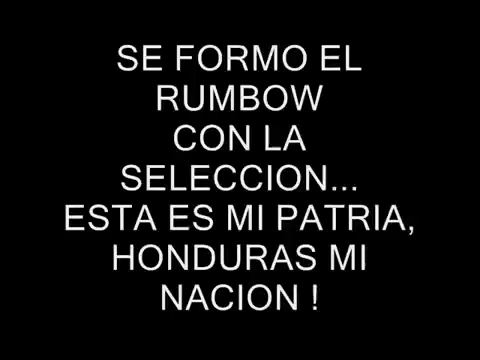 SE FORMO EL
RUMBOW
CON LA
SELECCION...
ESTA ES MI PATRIA,
HONDURAS MI
NACION !